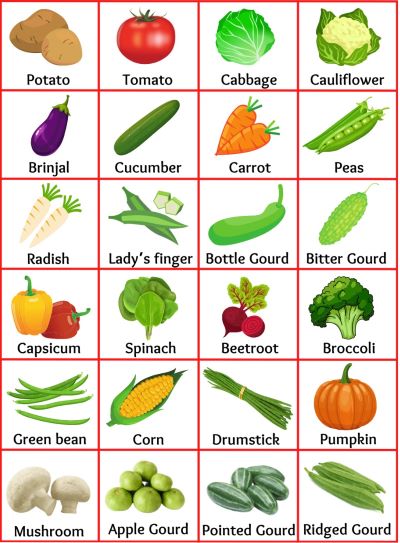 Potato
Tomato
Cabbage
Cauliflower
Brinjal
Cucumber
Carrot
Peas
Radish
Lady's finger
Bottle Gourd
Bitter Gourd
Capsicum
Spinach
Beetroot
Broccoli
Green bean
Corn
Drumstick
Pumpkin
Mushroom
Apple Gourd
Pointed Gourd
Ridged Gourd